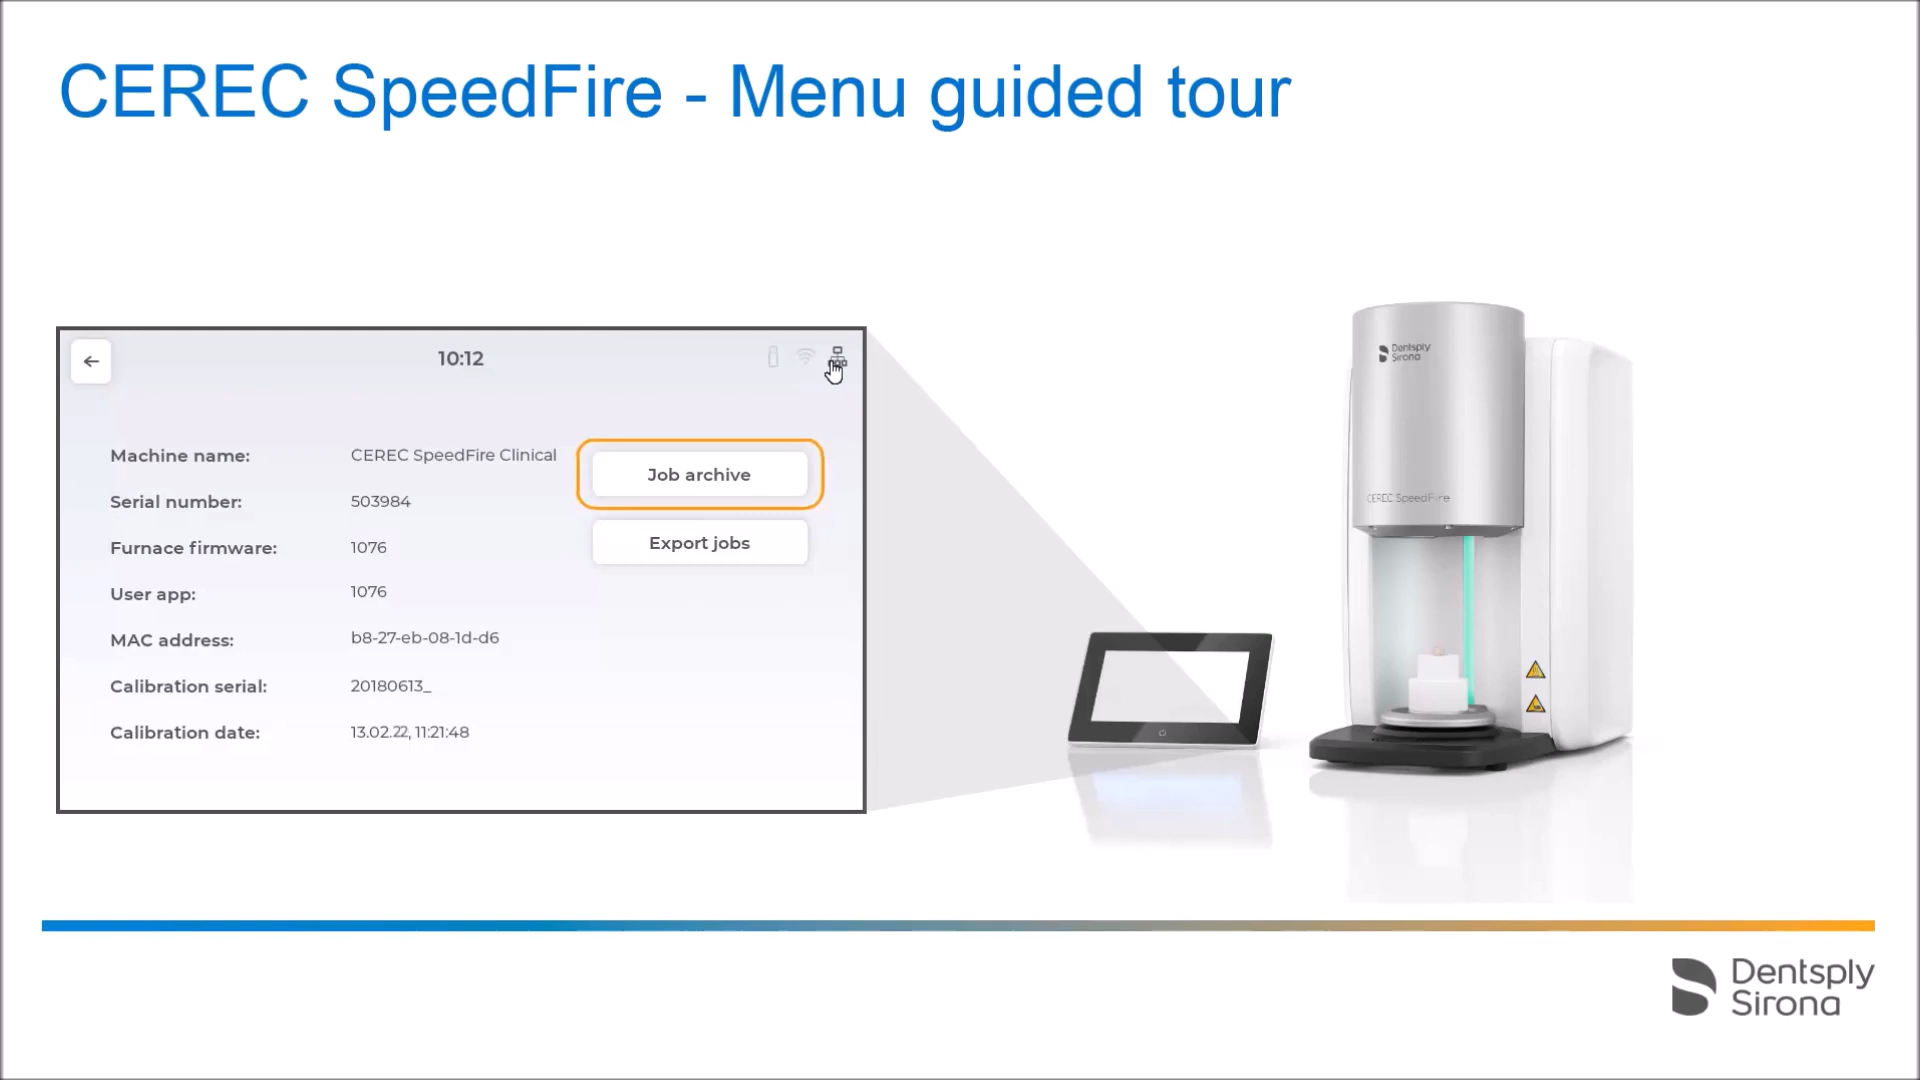 CEREC SpeedFire - Menu guided tour
10:12
Machine name: CEREC SpeedFire Clinical
Job archive
Serial number: 503984
Furnace firmware: 1076
Export jobs
User app: 1076
MAC address: b8-27-eb-08-1d-d6
Calibration serial: 20180613_
Calibration date: 13.02.22, 11:21:48
Dentsply
Sirona
CEREC SpeedFire
Dentsply
Sirona